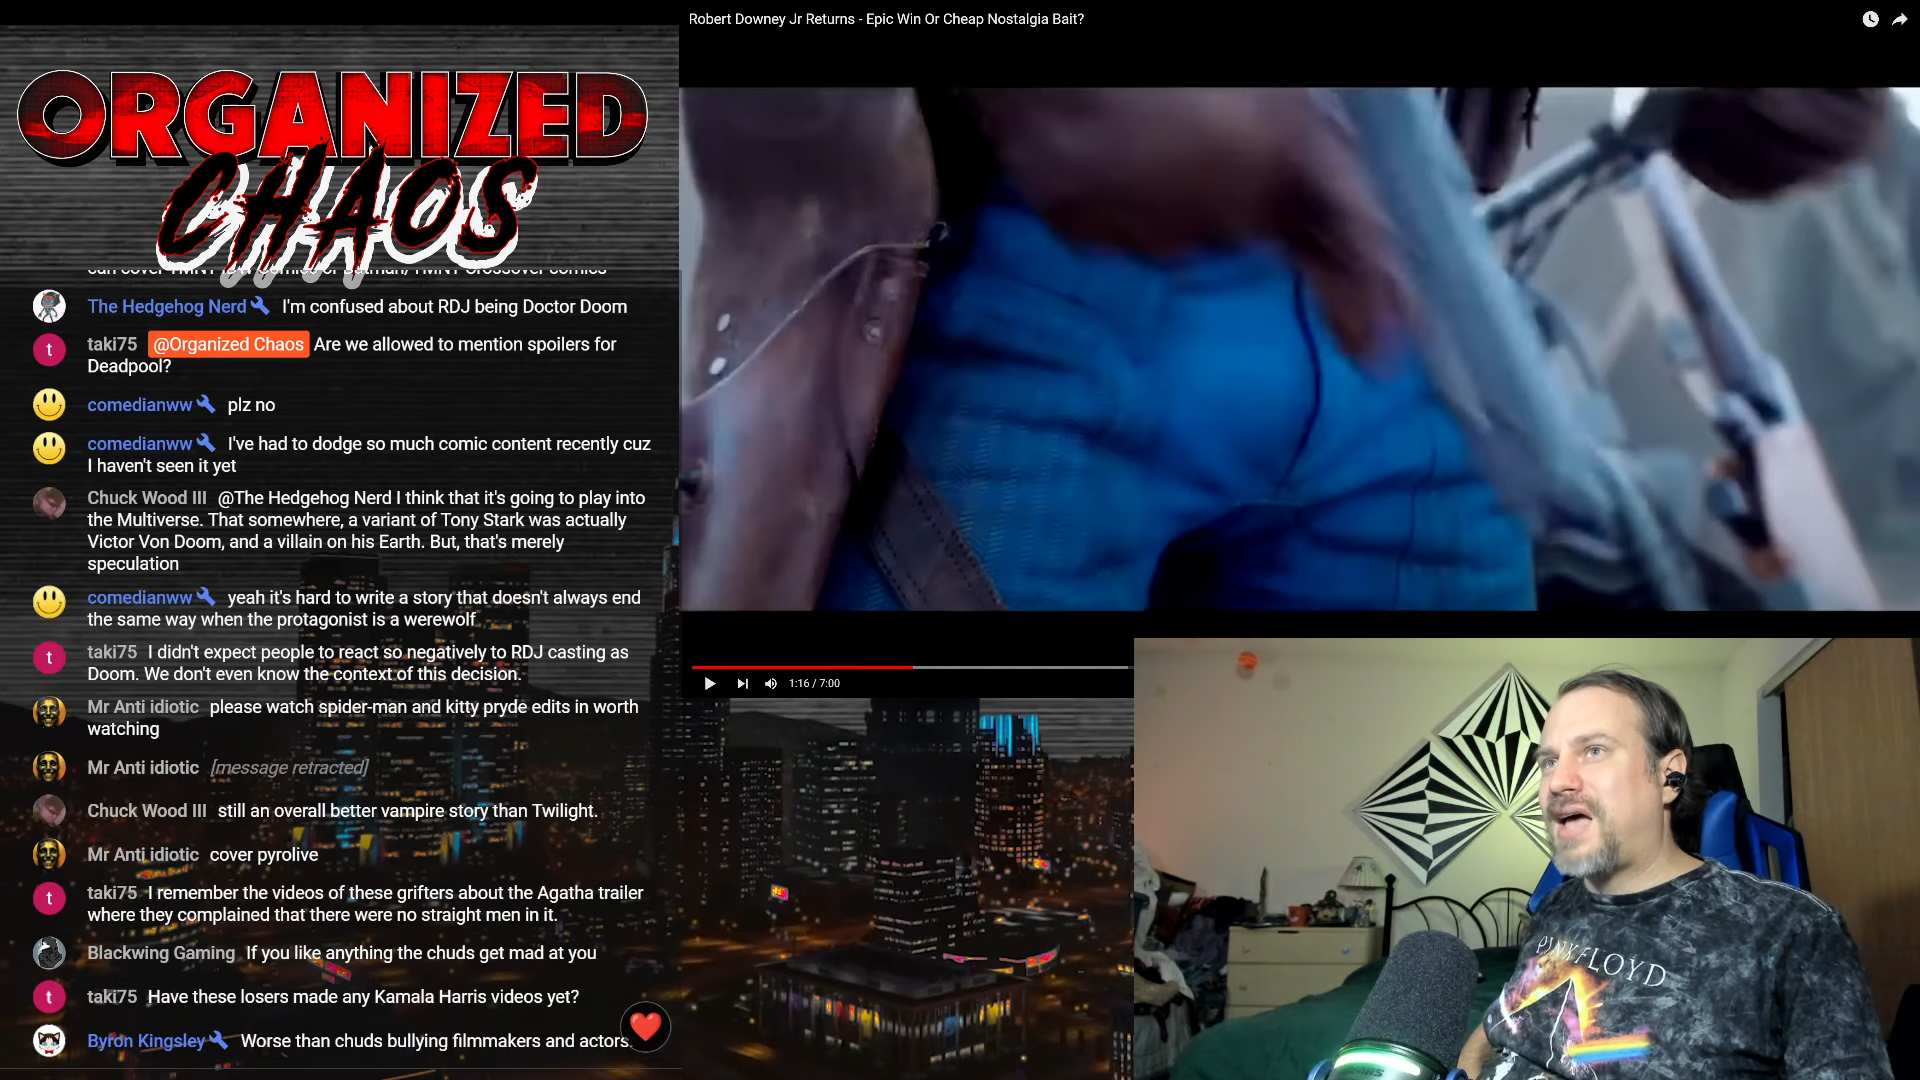 Robert Downey Jr Returns - Epic Win Or Cheap Nostalgia Bait?
ORGANIZED
CHAOS
The Hedgehog Nerd I'm confused about RDJ being Doctor Doom
t taki75 @Organized Chaos Are we allowed to mention spoilers for
Deadpool?
comedianww plz no
comedianww I've had to dodge so much comic content recently cuz
I haven't seen it yet
Chuck Wood III @The Hedgehog Nerd I think that it's going to play into
the Multiverse. That somewhere, a variant of Tony Stark was actually
Victor Von Doom, and a villain on his Earth. But, that's merely
speculation
comedianww yeah it's hard to write a story that doesn't always end
the same way when the protagonist is a werewolf
t taki75 I didn't expect people to react so negatively to RDJ casting as
Doom. We don't even know the context of this decision.
Mr Anti idiotic please watch spider-man and kitty pryde edits in worth
watching
Mr Anti idiotic [message retracted]
Chuck Wood III still an overall better vampire story than Twilight.
Mr Anti idiotic cover pyrolive
t taki75 I remember the videos of these grifters about the Agatha trailer
where they complained that there were no straight men in it.
Blackwing Gaming If you like anything the chuds get mad at you
t taki75 Have these losers made any Kamala Harris videos yet?
Byron Kingsley Worse than chuds bullying filmmakers and actors.
1:16 / 7:00
PINK FLOYD